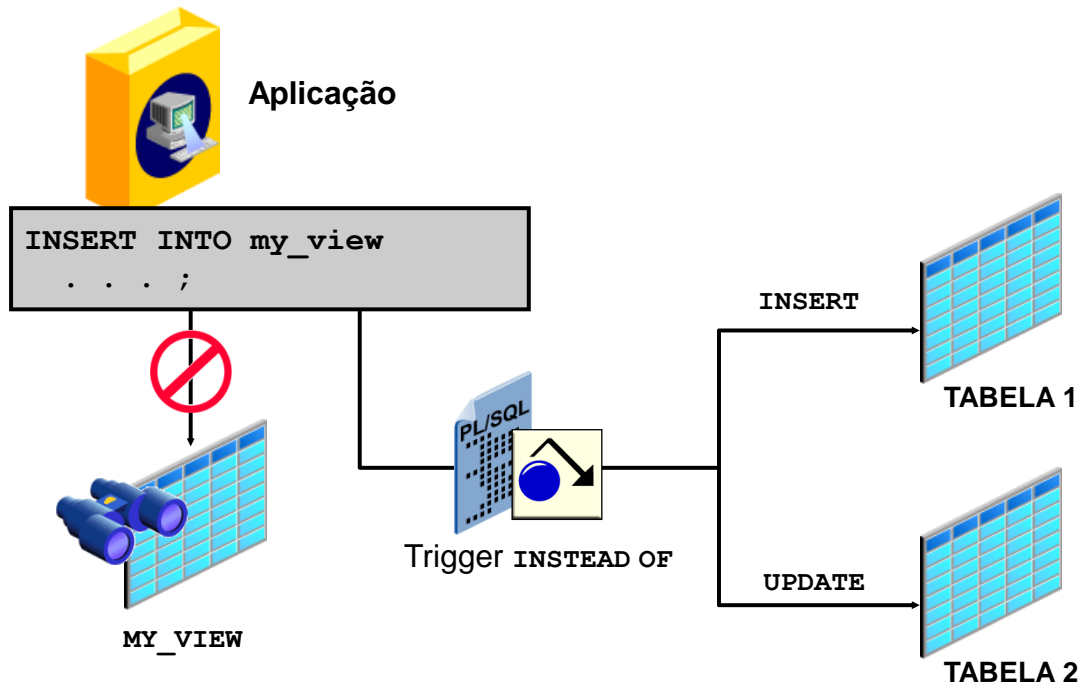 Aplicação
INSERT INTO my_view
. . . ;
INSERT
TABELA 1
PL/SQL
Trigger INSTEAD OF
UPDATE
MY_VIEW
TABELA 2